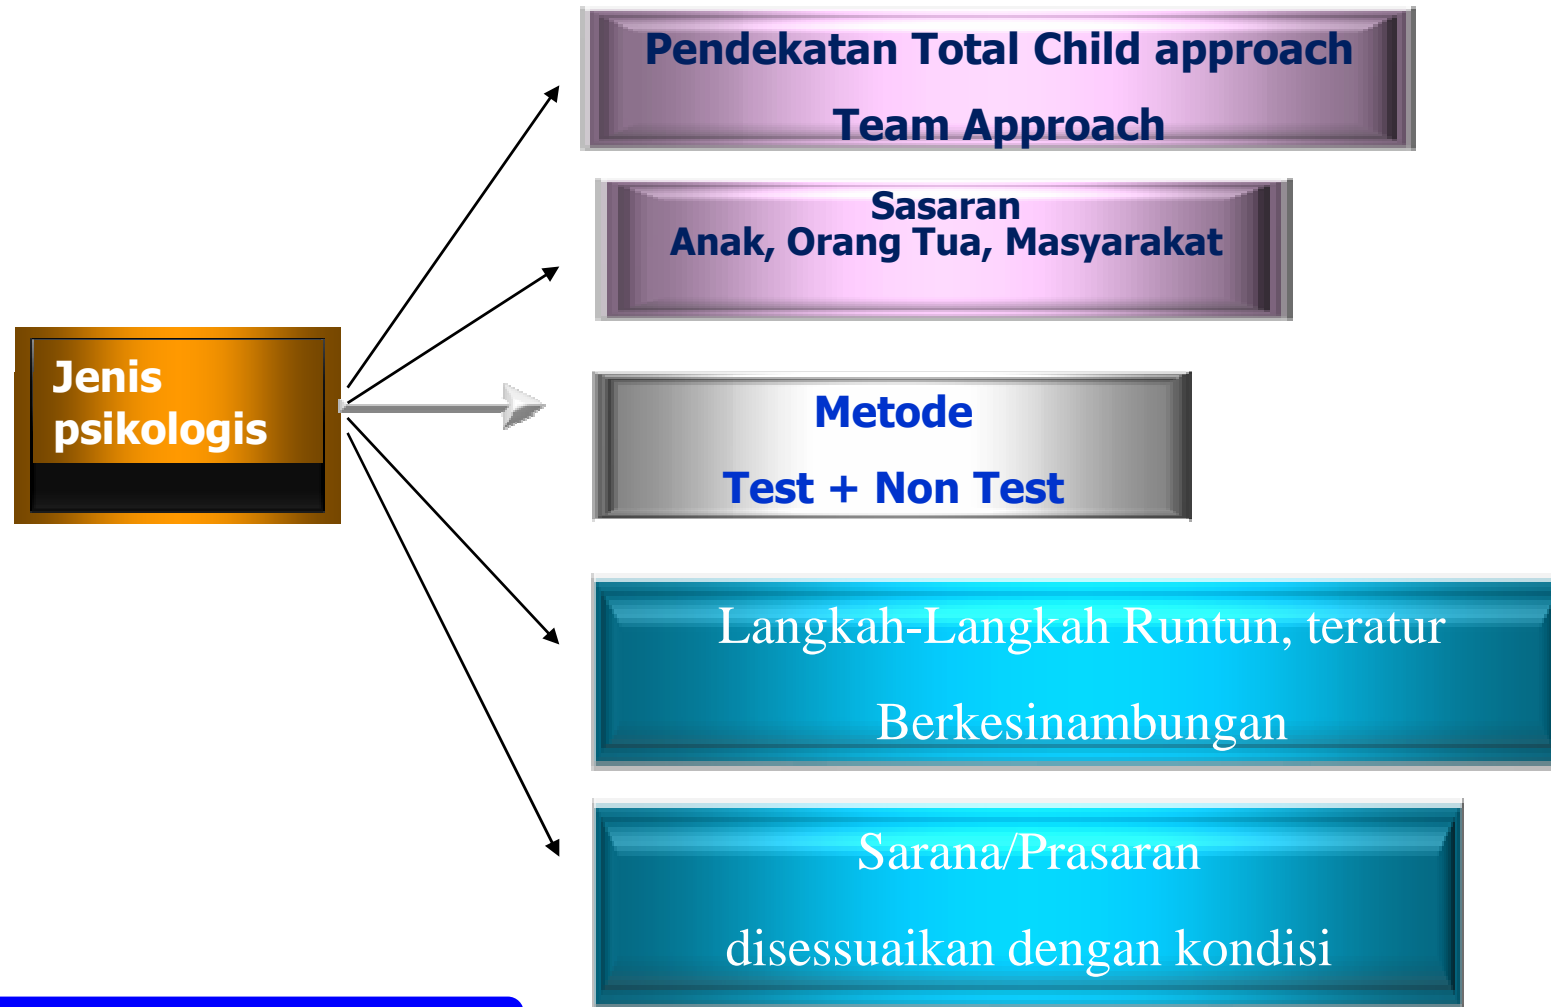 Pendekatan Total Child approach
Team Approach
Sasaran
Anak, Orang Tua, Masyarakat
Jenis
psikologis
Metode
Test + Non Test
Langkah-Langkah Runtun, teratur
Berkesinambungan
Sarana/Prasaran
disessuaikan dengan kondisi